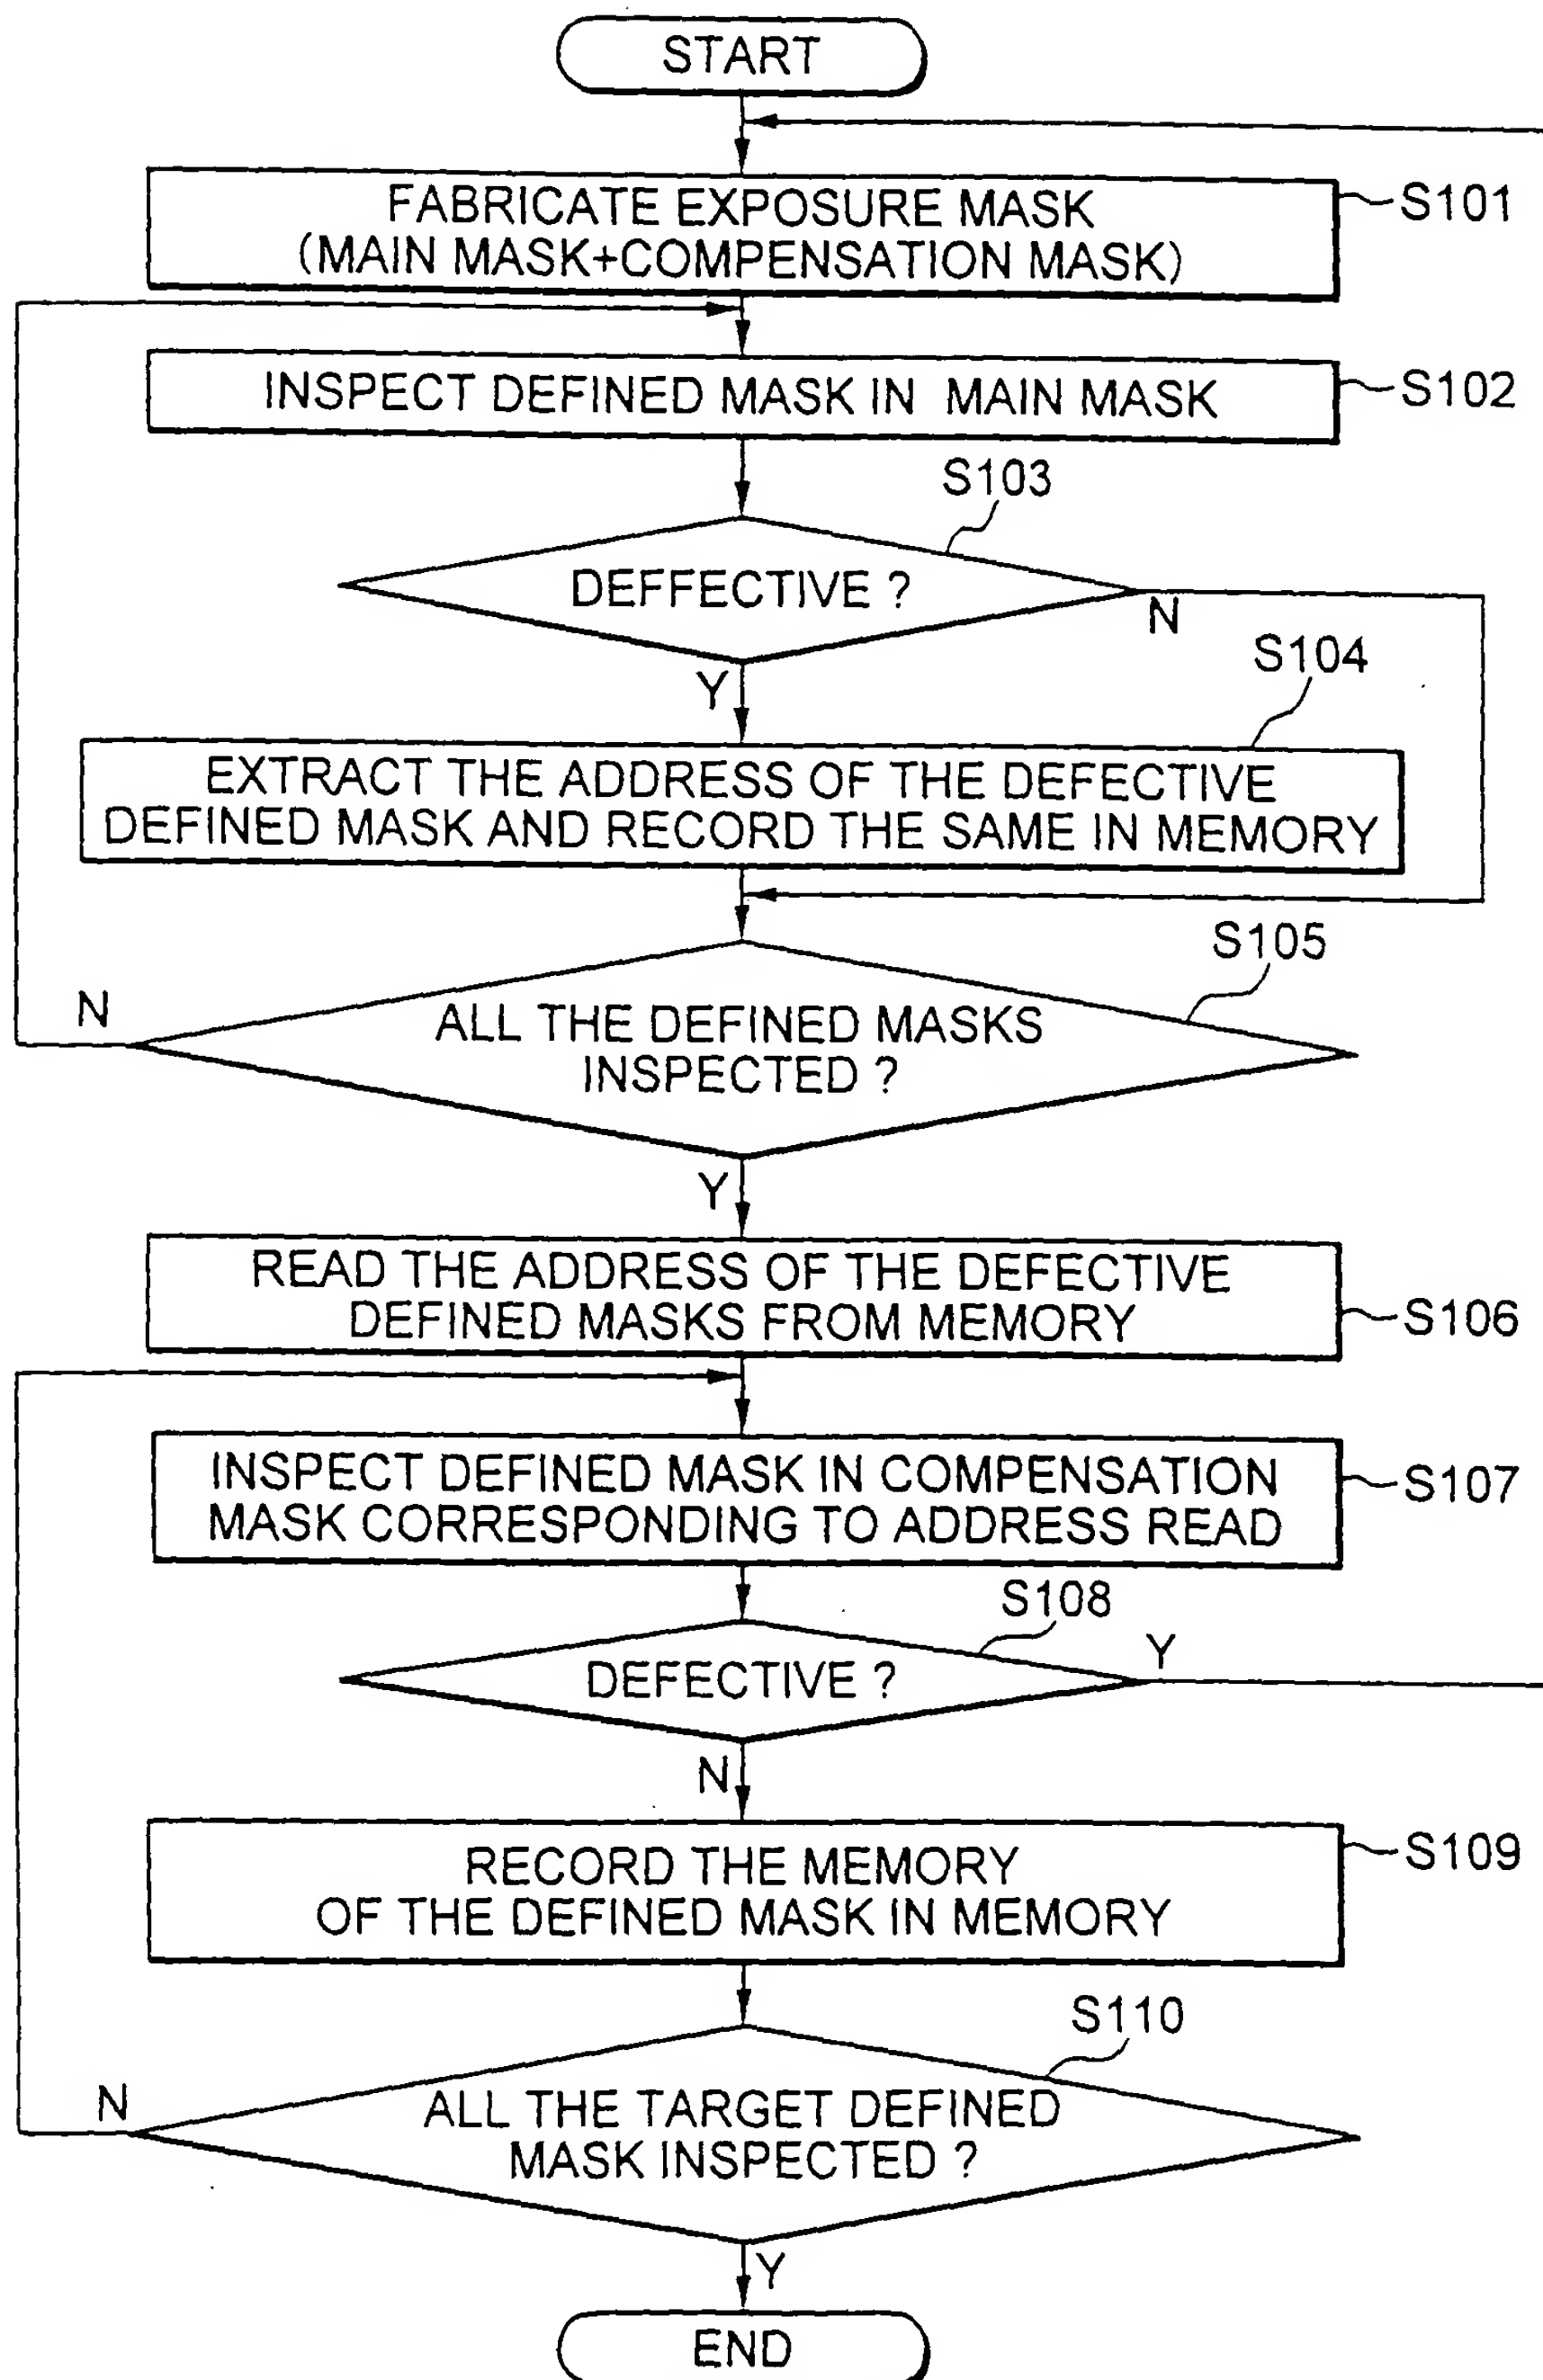 START
FABRICATE EXPOSURE MASK
(MAIN MASK+COMPENSATION MASK)
S101
INSPECT DEFINED MASK IN MAIN MASK
S102
S103
DEFFECTIVE ?
N
Y
S104
EXTRACT THE ADDRESS OF THE DEFECTIVE
DEFINED MASK AND RECORD THE SAME IN MEMORY
S105
N
ALL THE DEFINED MASKS
INSPECTED ?
Y
READ THE ADDRESS OF THE DEFECTIVE
DEFINED MASKS FROM MEMORY
S106
INSPECT DEFINED MASK IN COMPENSATION
MASK CORRESPONDING TO ADDRESS READ
S107
S108
Y
DEFECTIVE ?
N
RECORD THE MEMORY
OF THE DEFINED MASK IN MEMORY
S109
S110
N
ALL THE TARGET DEFINED
MASK INSPECTED ?
Y
END